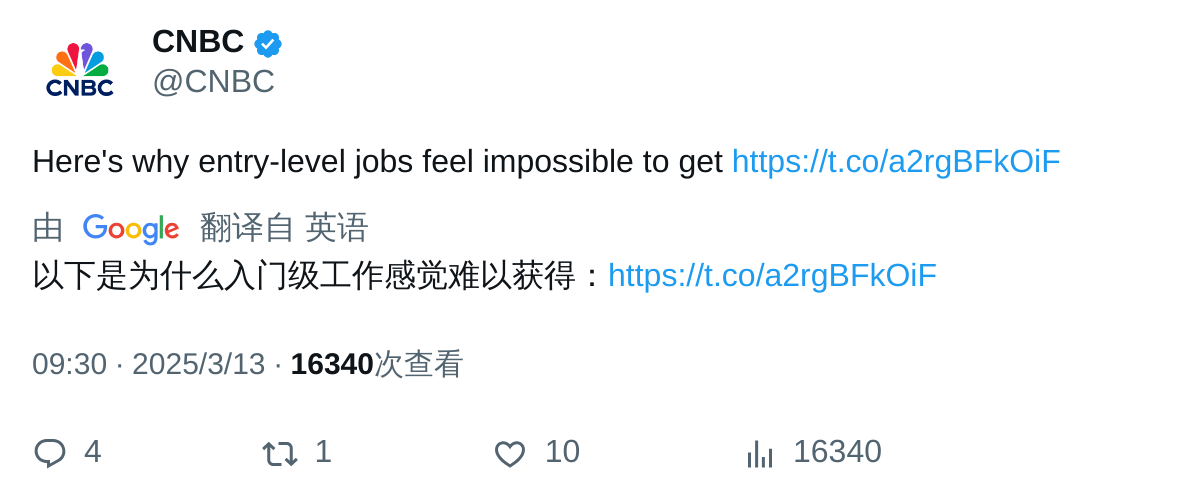 CNBC
CNBC
@CNBC
Here's why entry-level jobs feel impossible to get https://t.co/a2rgBFkOiF
由 Google 翻译自 英语
以下是为什么入门级工作感觉难以获得：https://t.co/a2rgBFkOiF
09:30 · 2025/3/13 · 16340次查看
4 1 10 16340